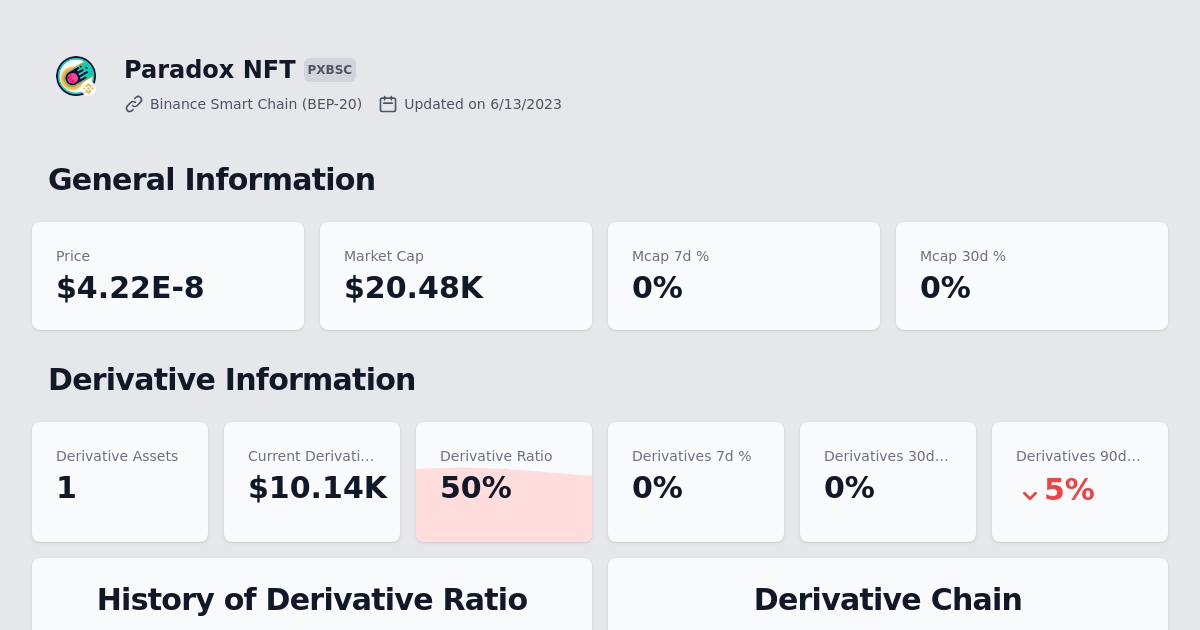 Paradox NFT PXBSC
Binance Smart Chain (BEP-20) Updated on 6/13/2023
General Information
Price Market Cap Mcap 7d % Mcap 30d %
$4.22E-8 $20.48K 0% 0%
Derivative Information
Derivative Assets Current Derivati... Derivative Ratio Derivatives 7d % Derivatives 30d... Derivatives 90d...
1 $10.14K 50% 0% 0% 5%
History of Derivative Ratio Derivative Chain